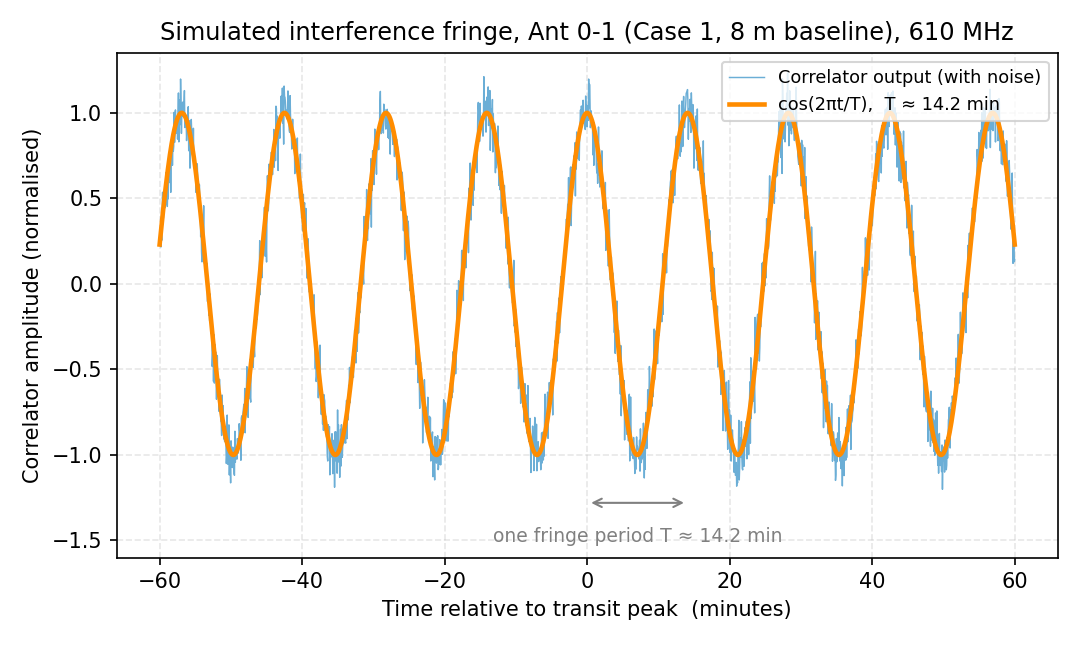 Simulated interference fringe, Ant 0-1 (Case 1, 8 m baseline), 610 MHz
Correlator output (with noise)
cos(2πt/T),  T ≈ 14.2 min
Correlator amplitude (normalised)
1.0
0.5
0.0
−0.5
−1.0
−1.5
one fringe period T ≈ 14.2 min
−60
−40
−20
0
20
40
60
Time relative to transit peak  (minutes)